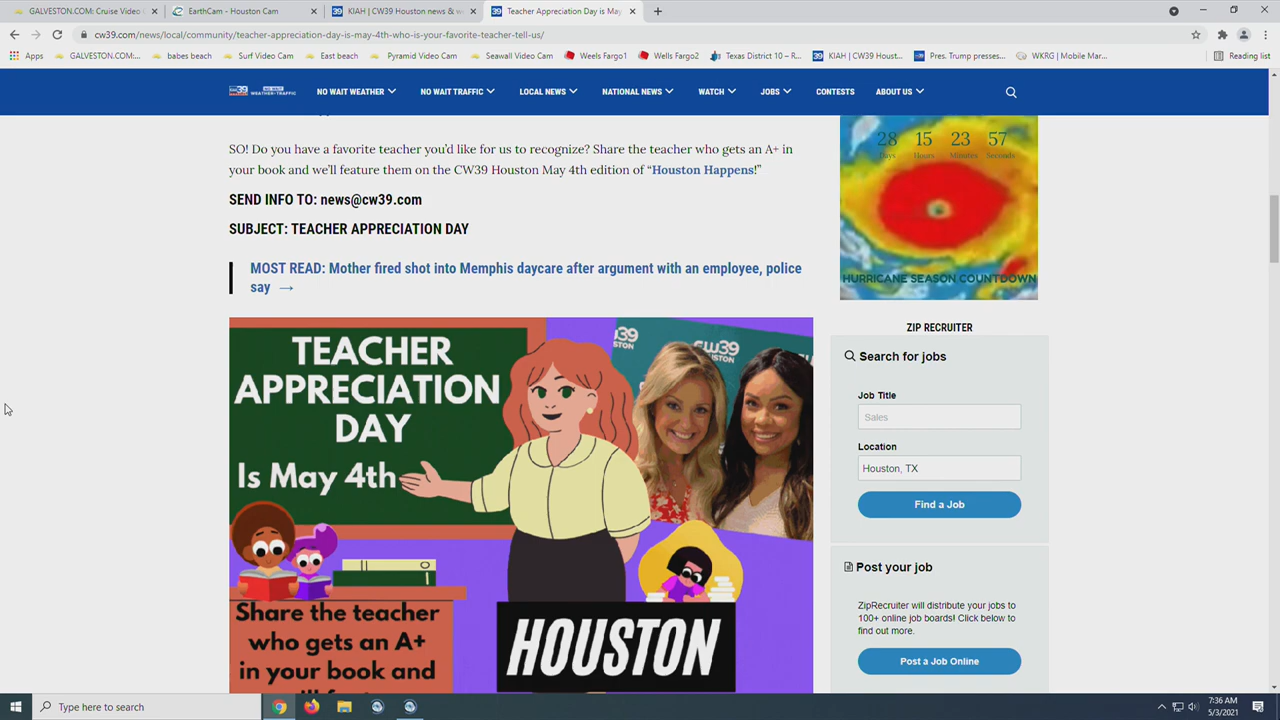 GALVESTON.COM: Cruise Video
EarthCam - Houston Cam
KIAH | CW39 Houston news & w
Teacher Appreciation Day is May
cw39.com/news/local/community/teacher-appreciation-day-is-may-4th-who-is-your-favorite-teacher-tell-us/
Apps
GALVESTON.COM:...
babes beach
Surf Video Cam
East beach
Pyramid Video Cam
Seawall Video Cam
Weels Fargo1
Wells Fargo2
Texas District 10 – R...
KIAH | CW39 Houst...
Pres. Trump presses...
WKRG | Mobile Mar...
Reading list
CW39 NO WAIT WEATHER+TRAFFIC
NO WAIT WEATHER
NO WAIT TRAFFIC
LOCAL NEWS
NATIONAL NEWS
WATCH
JOBS
CONTESTS
ABOUT US
SO! Do you have a favorite teacher you’d like for us to recognize? Share the teacher who gets an A+ in
your book and we’ll feature them on the CW39 Houston May 4th edition of “Houston Happens!”
SEND INFO TO: news@cw39.com
SUBJECT: TEACHER APPRECIATION DAY
MOST READ: Mother fired shot into Memphis daycare after argument with an employee, police
say →
TEACHER
APPRECIATION
DAY
Is May 4th
CW39
HOUSTON
Share the teacher
who gets an A+
in your book and
HOUSTON
28 15 23 57
Days Hours Minutes Seconds
HURRICANE SEASON COUNTDOWN
ZIP RECRUITER
Search for jobs
Job Title
Sales
Location
Houston, TX
Find a Job
Post your job
ZipRecruiter will distribute your jobs to
100+ online job boards! Click below to
find out more.
Post a Job Online
Type here to search
7:36 AM
5/3/2021